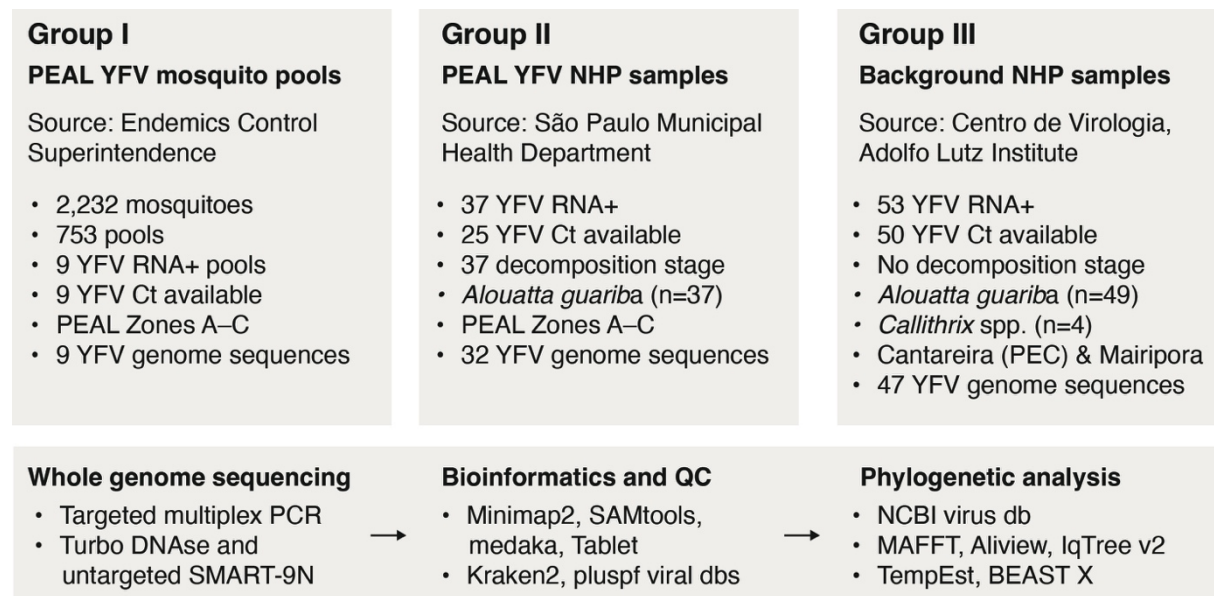 Group I
PEAL YFV mosquito pools
Source: Endemics Control
Superintendence
• 2,232 mosquitoes
• 753 pools
• 9 YFV RNA+ pools
• 9 YFV Ct available
• PEAL Zones A–C
• 9 YFV genome sequences
Group II
PEAL YFV NHP samples
Source: São Paulo Municipal
Health Department
• 37 YFV RNA+
• 25 YFV Ct available
• 37 decomposition stage
• Alouatta guariba (n=37)
• PEAL Zones A–C
• 32 YFV genome sequences
Group III
Background NHP samples
Source: Centro de Virologia,
Adolfo Lutz Institute
• 53 YFV RNA+
• 50 YFV Ct available
• No decomposition stage
• Alouatta guariba (n=49)
• Callithrix spp. (n=4)
• Cantareira (PEC) & Mairipora
• 47 YFV genome sequences
Whole genome sequencing
• Targeted multiplex PCR
• Turbo DNAse and
untargeted SMART-9N
→
Bioinformatics and QC
• Minimap2, SAMtools,
medaka, Tablet
• Kraken2, pluspf viral dbs
→
Phylogenetic analysis
• NCBI virus db
• MAFFT, Aliview, IqTree v2
• TempEst, BEAST X